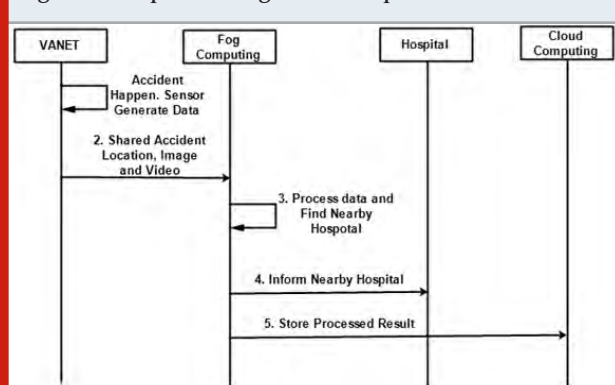 VANET
Fog
Computing
Hospital
Cloud
Computing
Accident
Happen. Sensor
Generate Data
2. Shared Accident
Location, Image
and Video
3. Process data and
Find Nearby
Hospotal
4. Inform Nearby Hospital
5. Store Processed Result